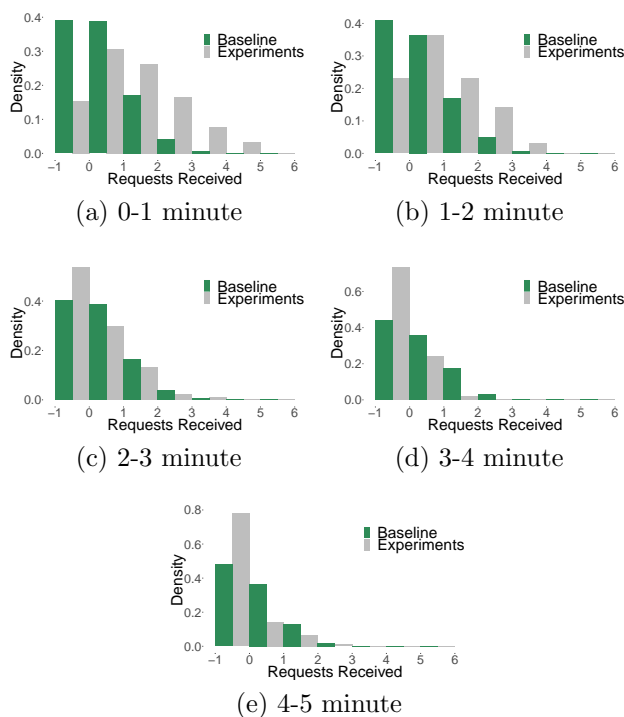 0.4
0.3
0.2
0.1
0.0
Density
Baseline
Experiments
−1 0 1 2 3 4 5 6
Requests Received
(a) 0-1 minute
0.4
0.3
0.2
0.1
0.0
Density
Baseline
Experiments
−1 0 1 2 3 4 5 6
Requests Received
(b) 1-2 minute
0.4
0.2
0.0
Density
Baseline
Experiments
−1 0 1 2 3 4 5 6
Requests Received
(c) 2-3 minute
0.6
0.4
0.2
0.0
Density
Baseline
Experiments
−1 0 1 2 3 4 5 6
Requests Received
(d) 3-4 minute
0.8
0.6
0.4
0.2
0.0
Density
Baseline
Experiments
−1 0 1 2 3 4 5 6
Requests Received
(e) 4-5 minute